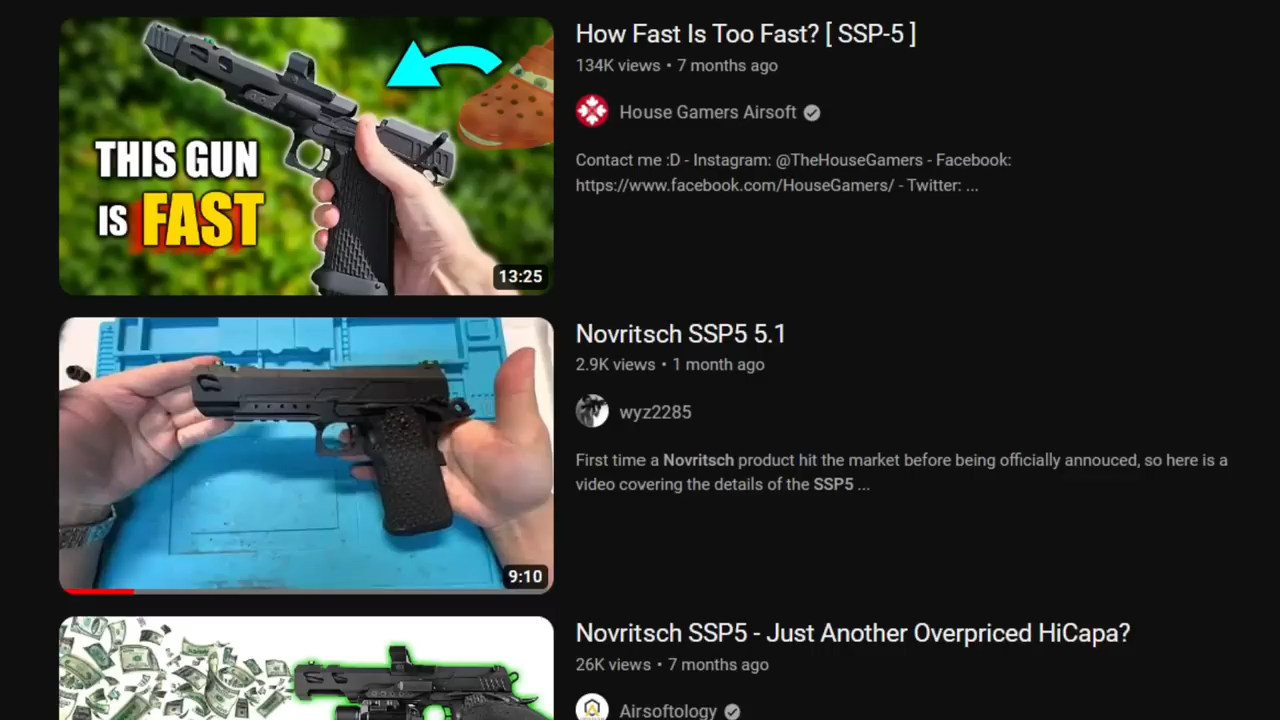 How Fast Is Too Fast? [ SSP-5 ]
134K views • 7 months ago
House Gamers Airsoft
Contact me :D - Instagram: @TheHouseGamers - Facebook:
https://www.facebook.com/HouseGamers/ - Twitter: ...
THIS GUN
IS FAST
13:25
Novritsch SSP5 5.1
2.9K views • 1 month ago
wyz2285
First time a Novritsch product hit the market before being officially annouced, so here is a
video covering the details of the SSP5 ...
9:10
Novritsch SSP5 - Just Another Overpriced HiCapa?
26K views • 7 months ago
Airsoftology